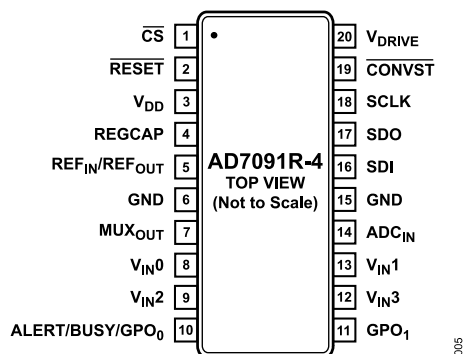 CS 1
RESET 2
VDD 3
REGCAP 4
REFIN/REFOUT 5
GND 6
MUXOUT 7
VIN0 8
VIN2 9
ALERT/BUSY/GPO0 10
AD7091R-4
TOP VIEW
(Not to Scale)
20 VDRIVE
19 CONVST
18 SCLK
17 SDO
16 SDI
15 GND
14 ADCIN
13 VIN1
12 VIN3
11 GPO1
005